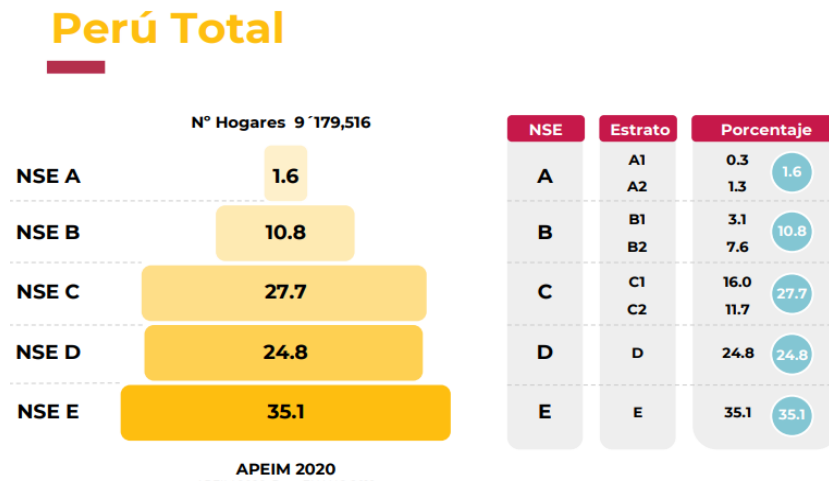 Perú Total
Nº Hogares 9´179,516
NSE A 1.6
NSE B 10.8
NSE C 27.7
NSE D 24.8
NSE E 35.1
APEIM 2020
NSE Estrato Porcentaje
A A1 0.3 1.6
A2 1.3
B B1 3.1 10.8
B2 7.6
C C1 16.0 27.7
C2 11.7
D D 24.8 24.8
E E 35.1 35.1